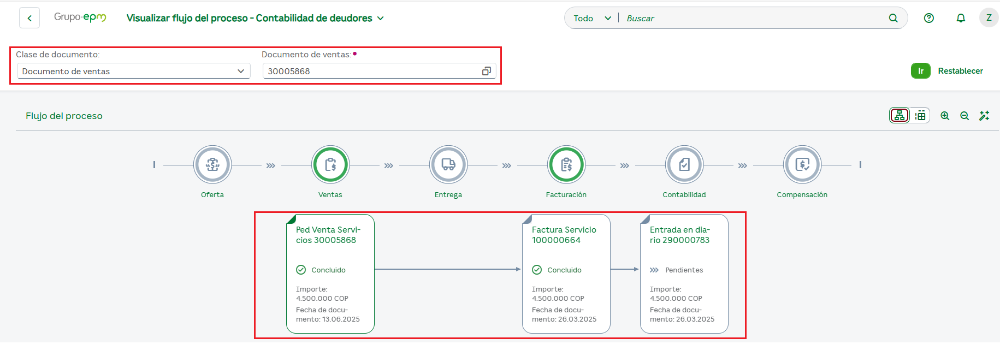 Grupo·epm
Visualizar flujo del proceso - Contabilidad de deudores
Todo
Buscar
Z
Clase de documento:
Documento de ventas:
Documento de ventas
30005868
Ir
Restablecer
Flujo del proceso
Oferta
Ventas
Entrega
Facturación
Contabilidad
Compensación
Ped Venta Servi-
cios 30005868
Concluido
Importe:
4.500.000 COP
Fecha de docu-
mento: 13.06.2025
Factura Servicio
100000664
Concluido
Importe:
4.500.000 COP
Fecha de docu-
mento: 26.03.2025
Entrada en dia-
rio 290000783
Pendientes
Importe:
4.500.000 COP
Fecha de docu-
mento: 26.03.2025